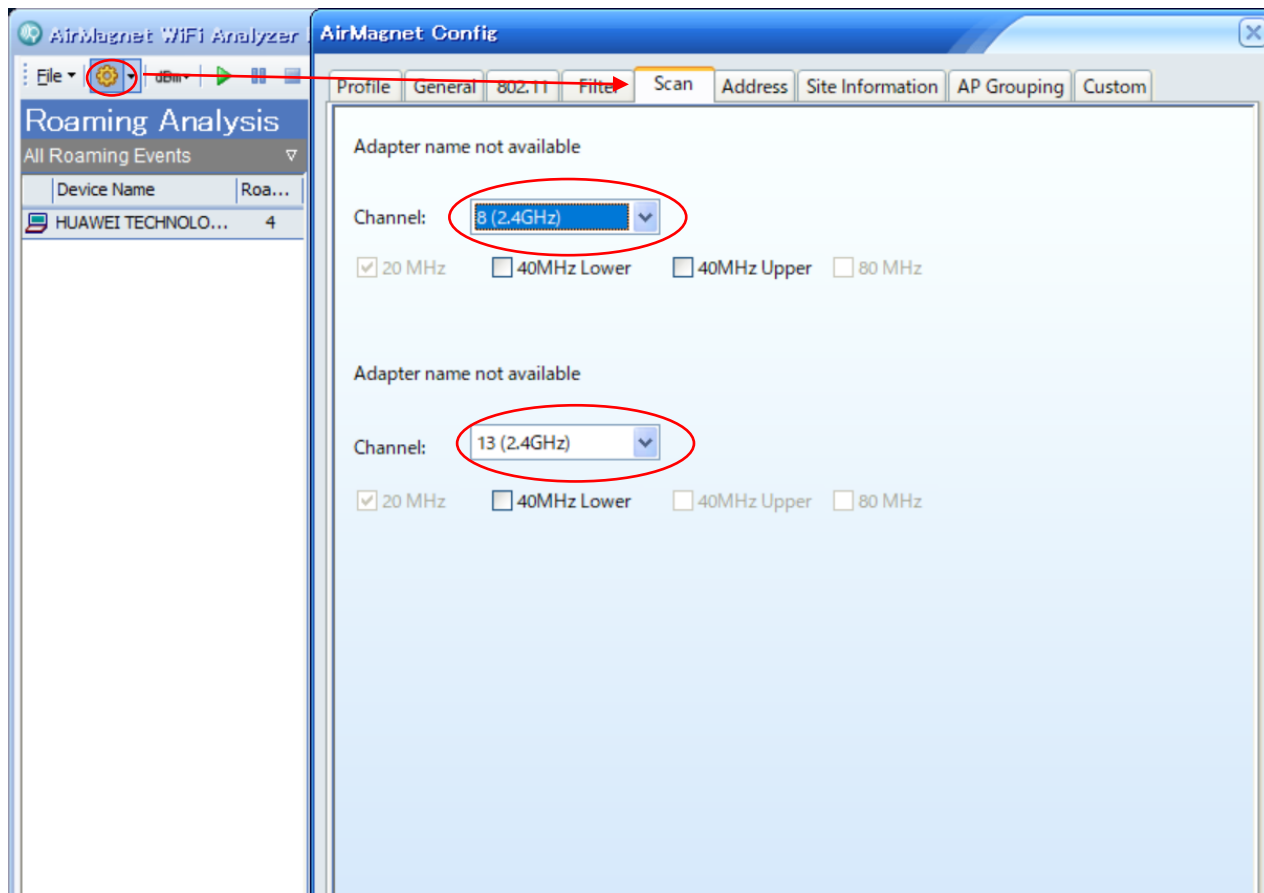 AirMagnet WiFi Analyzer
AirMagnet Config
File
dBm
Profile General 802.11 Filter Scan Address Site Information AP Grouping Custom
Roaming Analysis
All Roaming Events
Device Name Roa...
HUAWEI TECHNOLO... 4
Adapter name not available
Channel: 8 (2.4GHz)
20 MHz 40MHz Lower 40MHz Upper 80 MHz
Adapter name not available
Channel: 13 (2.4GHz)
20 MHz 40MHz Lower 40MHz Upper 80 MHz